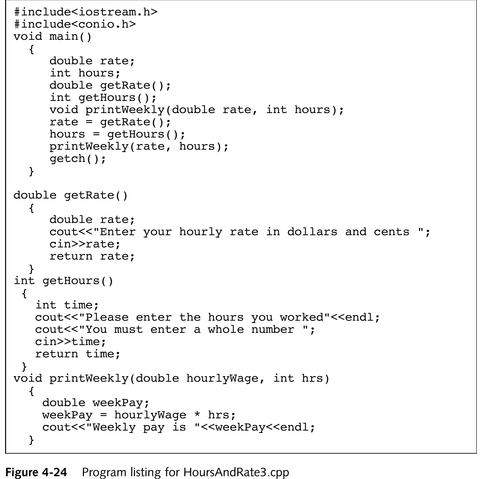 #include<iostream.h>
#include<conio.h>
void main()
{
double rate;
int hours;
double getRate();
int getHours();
void printWeekly(double rate, int hours);
rate = getRate();
hours = getHours();
printWeekly(rate, hours);
getch();
}
double getRate()
{
double rate;
cout<<"Enter your hourly rate in dollars and cents ";
cin>>rate;
return rate;
}
int getHours()
{
int time;
cout<<"Please enter the hours you worked"<<endl;
cout<<"You must enter a whole number ";
cin>>time;
return time;
}
void printWeekly(double hourlyWage, int hrs)
{
double weekPay;
weekPay = hourlyWage * hrs;
cout<<"Weekly pay is "<<weekPay<<endl;
}
Figure 4-24 Program listing for HoursAndRate3.cpp